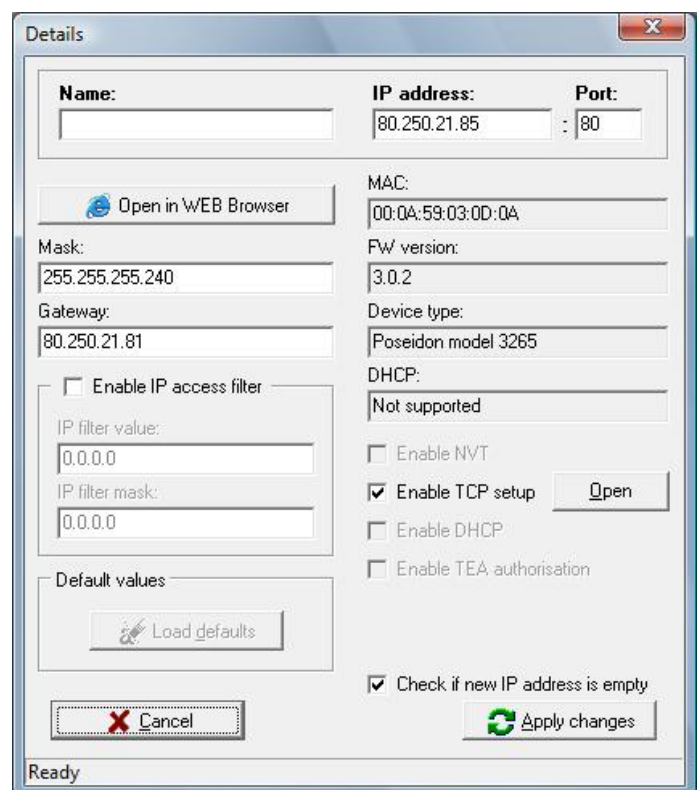 Details
Name:
IP address:
Port:
80.250.21.85
:
80
Open in WEB Browser
MAC:
00:0A:59:03:0D:0A
Mask:
255.255.255.240
FW version:
3.0.2
Gateway:
80.250.21.81
Device type:
Poseidon model 3265
Enable IP access filter
DHCP:
Not supported
IP filter value:
0.0.0.0
IP filter mask:
0.0.0.0
Enable NVT
Enable TCP setup
Open
Enable DHCP
Enable TEA authorisation
Default values
Load defaults
Check if new IP address is empty
Cancel
Apply changes
Ready